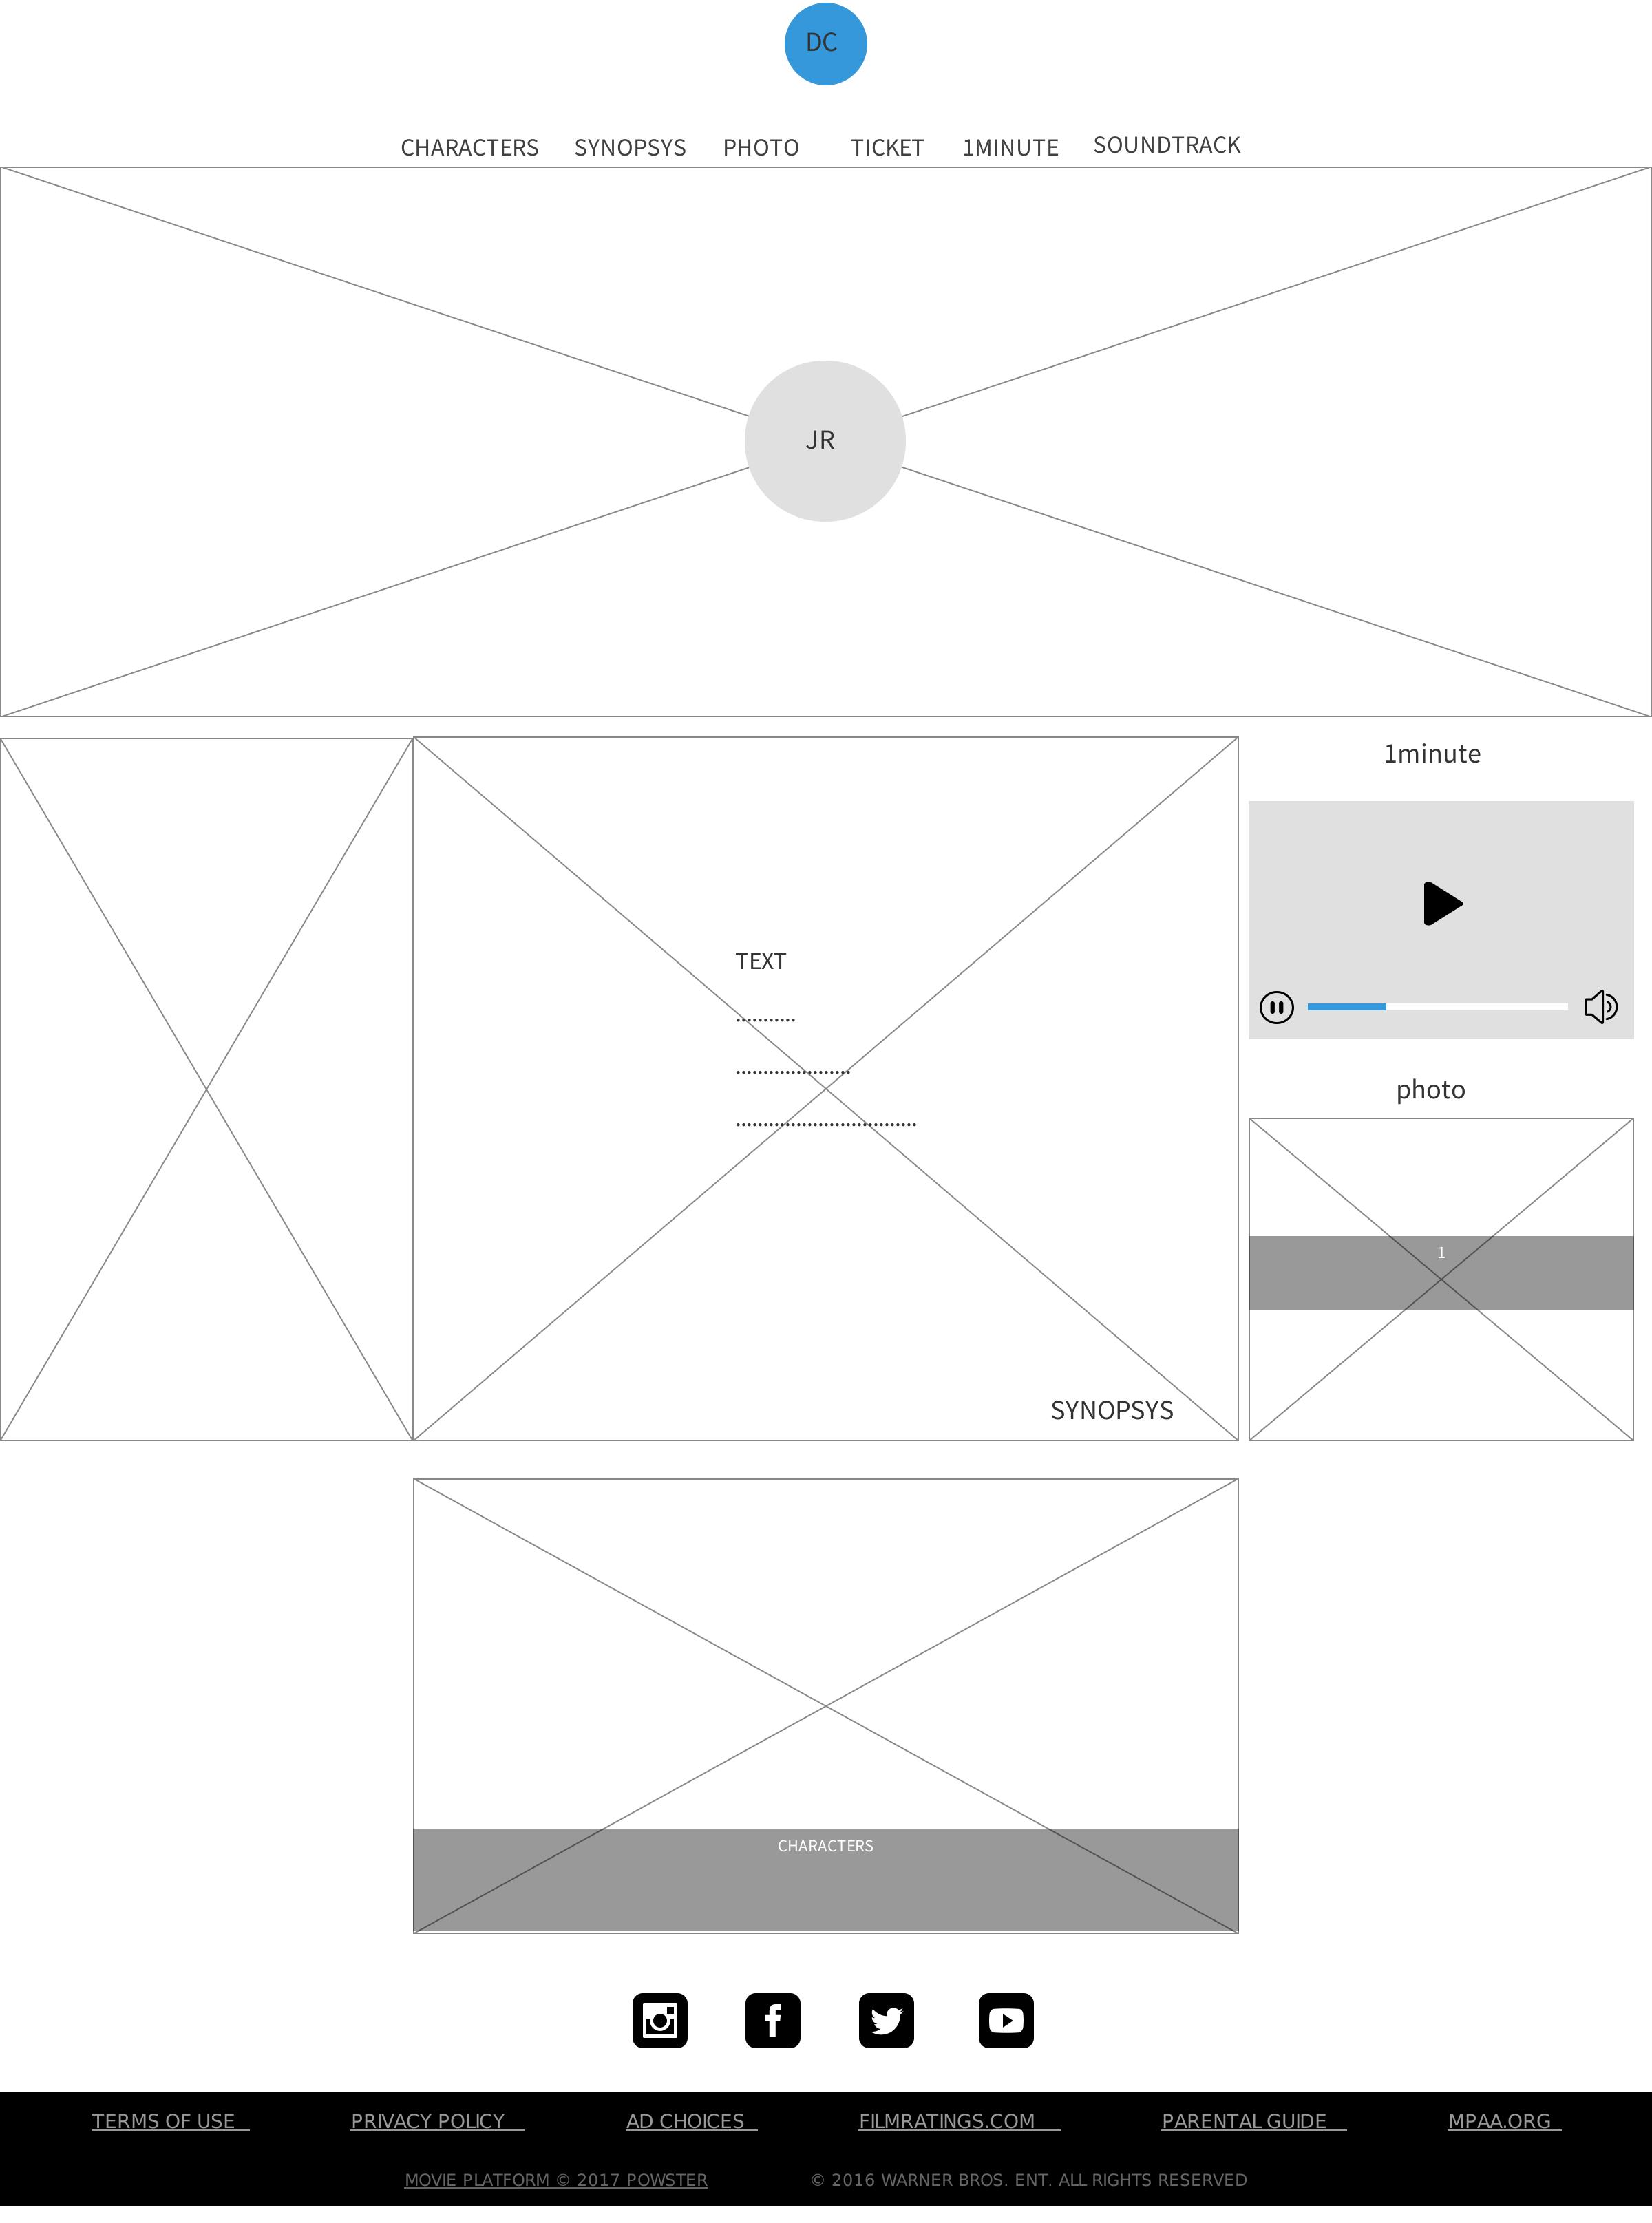 DC
CHARACTERS SYNOPSYS PHOTO TICKET 1MINUTE SOUNDTRACK
JR
1minute
TEXT
...........
.....................
.................................
photo
1
SYNOPSYS
CHARACTERS
TERMS OF USE PRIVACY POLICY AD CHOICES FILMRATINGS.COM PARENTAL GUIDE MPAA.ORG
MOVIE PLATFORM © 2017 POWSTER © 2016 WARNER BROS. ENT. ALL RIGHTS RESERVED